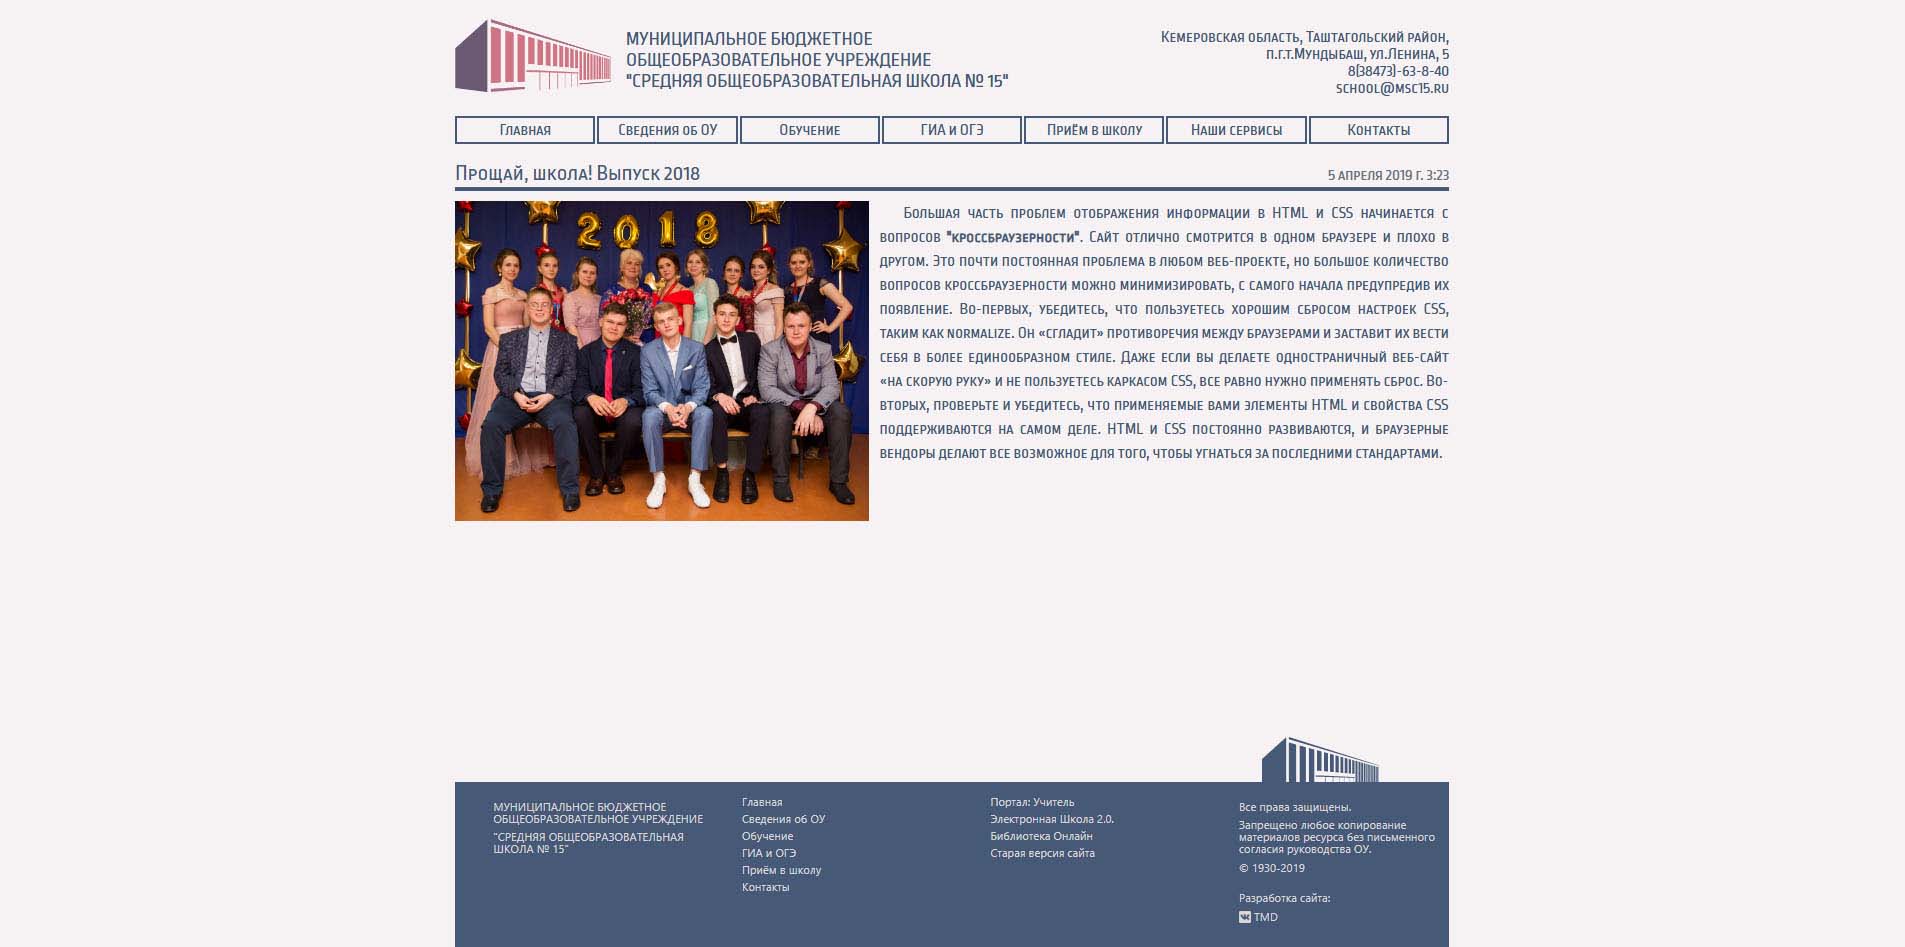 МУНИЦИПАЛЬНОЕ БЮДЖЕТНОЕ
ОБЩЕОБРАЗОВАТЕЛЬНОЕ УЧРЕЖДЕНИЕ
"СРЕДНЯЯ ОБЩЕОБРАЗОВАТЕЛЬНАЯ ШКОЛА № 15"
Кемеровская область, Таштагольский район,
п.г.т.Мундыбаш, ул.Ленина, 5
8(38473)-63-8-40
school@msc15.ru
Главная
Сведения об ОУ
Обучение
ГИА и ОГЭ
Приём в школу
Наши сервисы
Контакты
Прощай, школа! Выпуск 2018
5 апреля 2019 г. 3:23
2018
Большая часть проблем отображения информации в HTML и CSS начинается с
вопросов "кроссбраузерности". Сайт отлично смотрится в одном браузере и плохо в
другом. Это почти постоянная проблема в любом веб-проекте, но большое количество
вопросов кроссбраузерности можно минимизировать, с самого начала предупредив их
появление. Во-первых, убедитесь, что пользуетесь хорошим сбросом настроек CSS,
таким как normalize. Он «сгладит» противоречия между браузерами и заставит их вести
себя в более единообразном стиле. Даже если вы делаете одностраничный веб-сайт
«на скорую руку» и не пользуетесь каркасом CSS, все равно нужно применять сброс. Во-
вторых, проверьте и убедитесь, что применяемые вами элементы HTML и свойства CSS
поддерживаются на самом деле. HTML и CSS постоянно развиваются, и браузерные
вендоры делают все возможное для того, чтобы угнаться за последними стандартами.
МУНИЦИПАЛЬНОЕ БЮДЖЕТНОЕ
ОБЩЕОБРАЗОВАТЕЛЬНОЕ УЧРЕЖДЕНИЕ
"СРЕДНЯЯ ОБЩЕОБРАЗОВАТЕЛЬНАЯ
ШКОЛА № 15"
Главная
Сведения об ОУ
Обучение
ГИА и ОГЭ
Приём в школу
Контакты
Портал: Учитель
Электронная Школа 2.0.
Библиотека Онлайн
Старая версия сайта
Все права защищены.
Запрещено любое копирование
материалов ресурса без письменного
согласия руководства ОУ.
© 1930-2019
Разработка сайта:
TMD